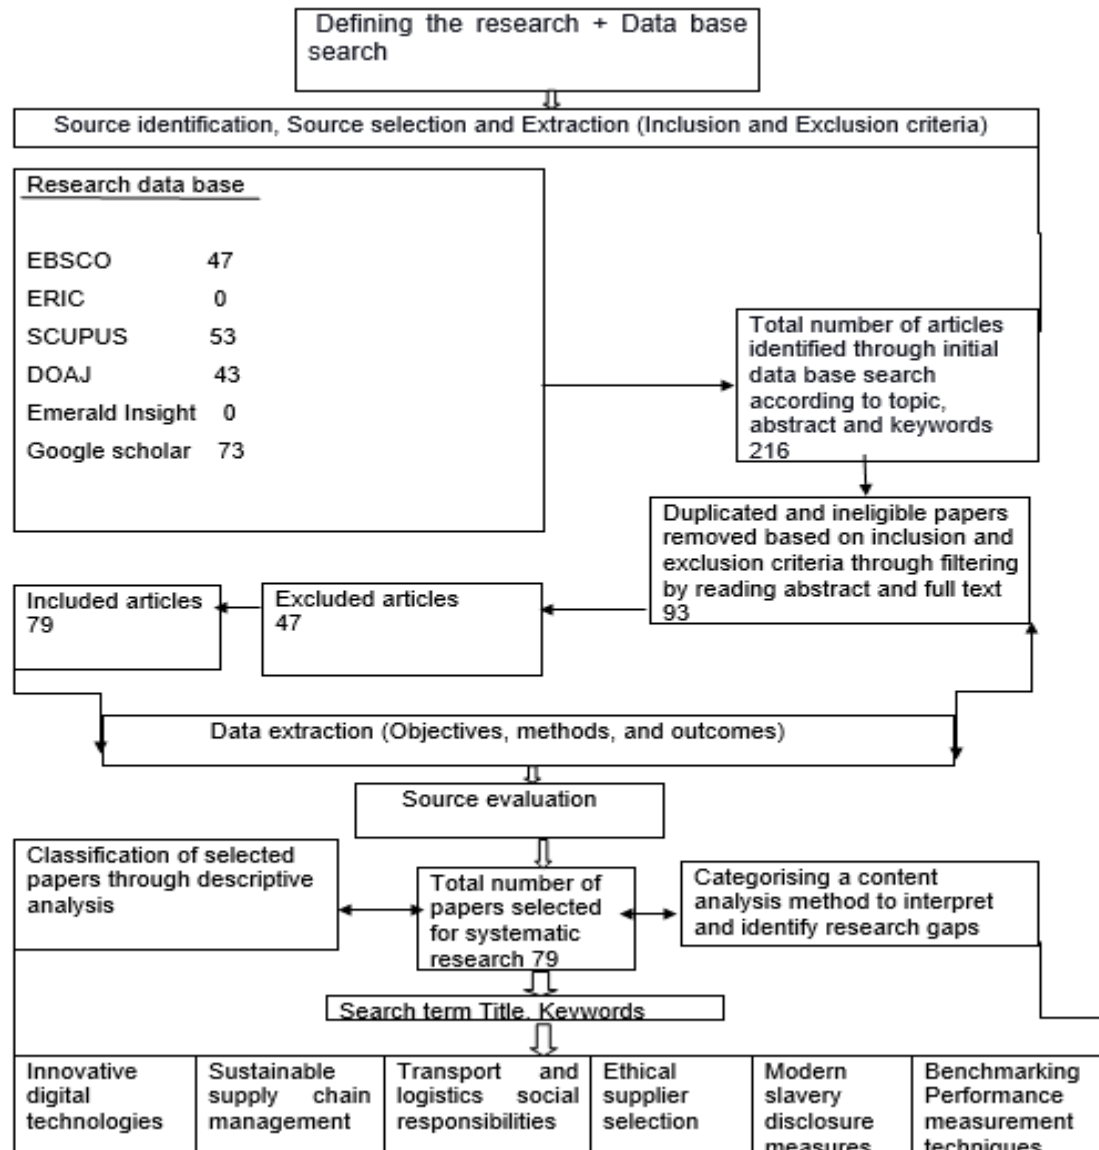 Defining the research + Data base
search
Source identification, Source selection and Extraction (Inclusion and Exclusion criteria)
Research data base
EBSCO 47
ERIC 0
SCUPUS 53
DOAJ 43
Emerald Insight 0
Google scholar 73
Total number of articles
identified through initial
data base search
according to topic,
abstract and keywords
216
Duplicated and ineligible papers
removed based on inclusion and
exclusion criteria through filtering
by reading abstract and full text
93
Excluded articles
47
Included articles
79
Data extraction (Objectives, methods, and outcomes)
Source evaluation
Classification of selected
papers through descriptive
analysis
Total number of
papers selected
for systematic
research 79
Categorising a content
analysis method to interpret
and identify research gaps
Search term Title. Keywords
Innovative
digital
technologies
Sustainable
supply chain
management
Transport and
logistics social
responsibilities
Ethical
supplier
selection
Modern
slavery
disclosure
measures
Benchmarking
Performance
measurement
techniques